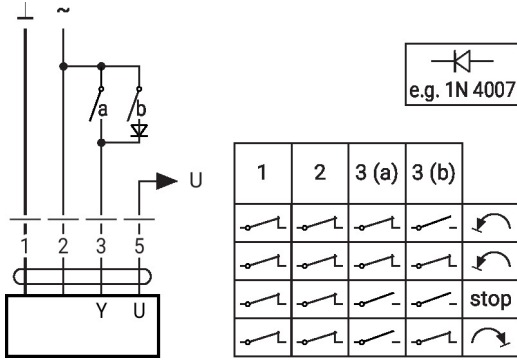 ⊥ ~
a b
U
1 2 3 5
Y U
e.g. 1N 4007
1 2 3 (a) 3 (b)
stop